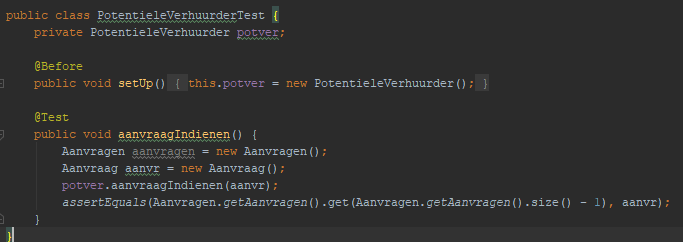 public class PotentieleVerhuurderTest {
private PotentieleVerhuurder potver;
@Before
public void setUp() { this.potver = new PotentieleVerhuurder(); }
@Test
public void aanvraagIndienen() {
Aanvragen aanvragen = new Aanvragen();
Aanvraag aanvr = new Aanvraag();
potver.aanvraagIndienen(aanvr);
assertEquals(Aanvragen.getAanvragen().get(Aanvragen.getAanvragen().size() - 1), aanvr);
}
}